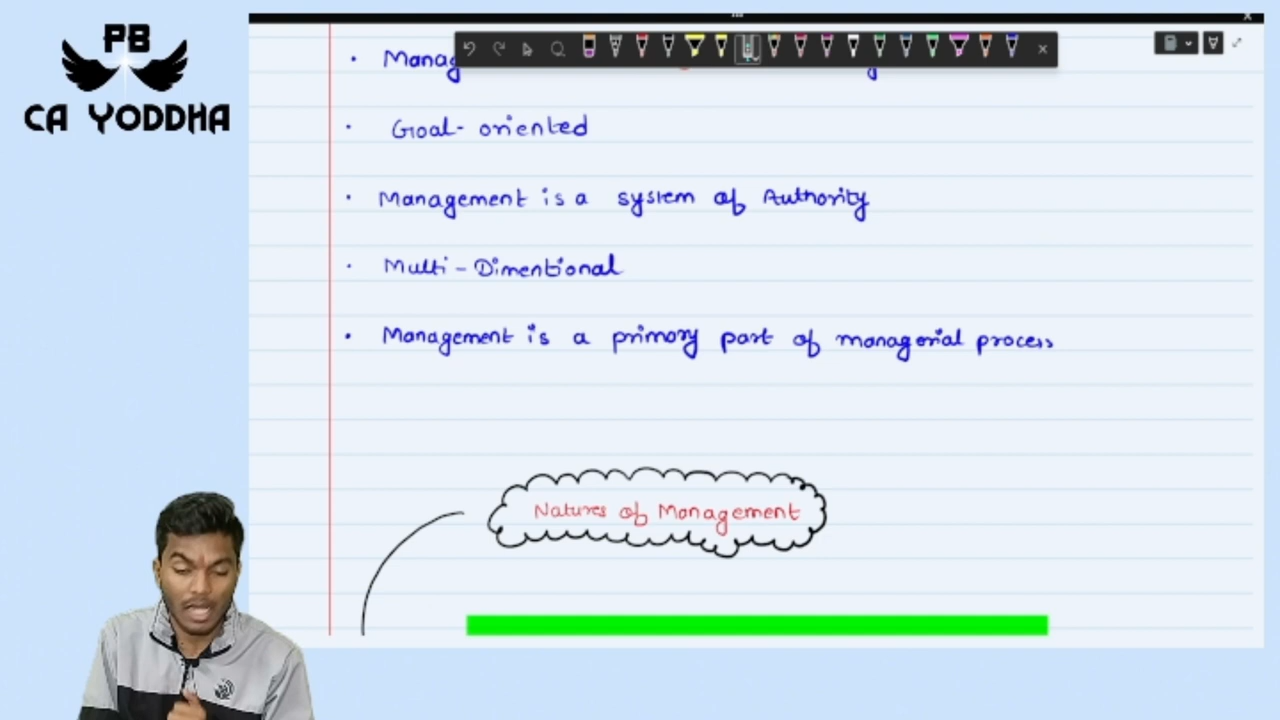 PB
CA YODDHA
• Manag
• Goal-oriented
• Management is a system of Authority
• Multi-Dimentional
• Management is a primary part of managerial process
Natures of Management